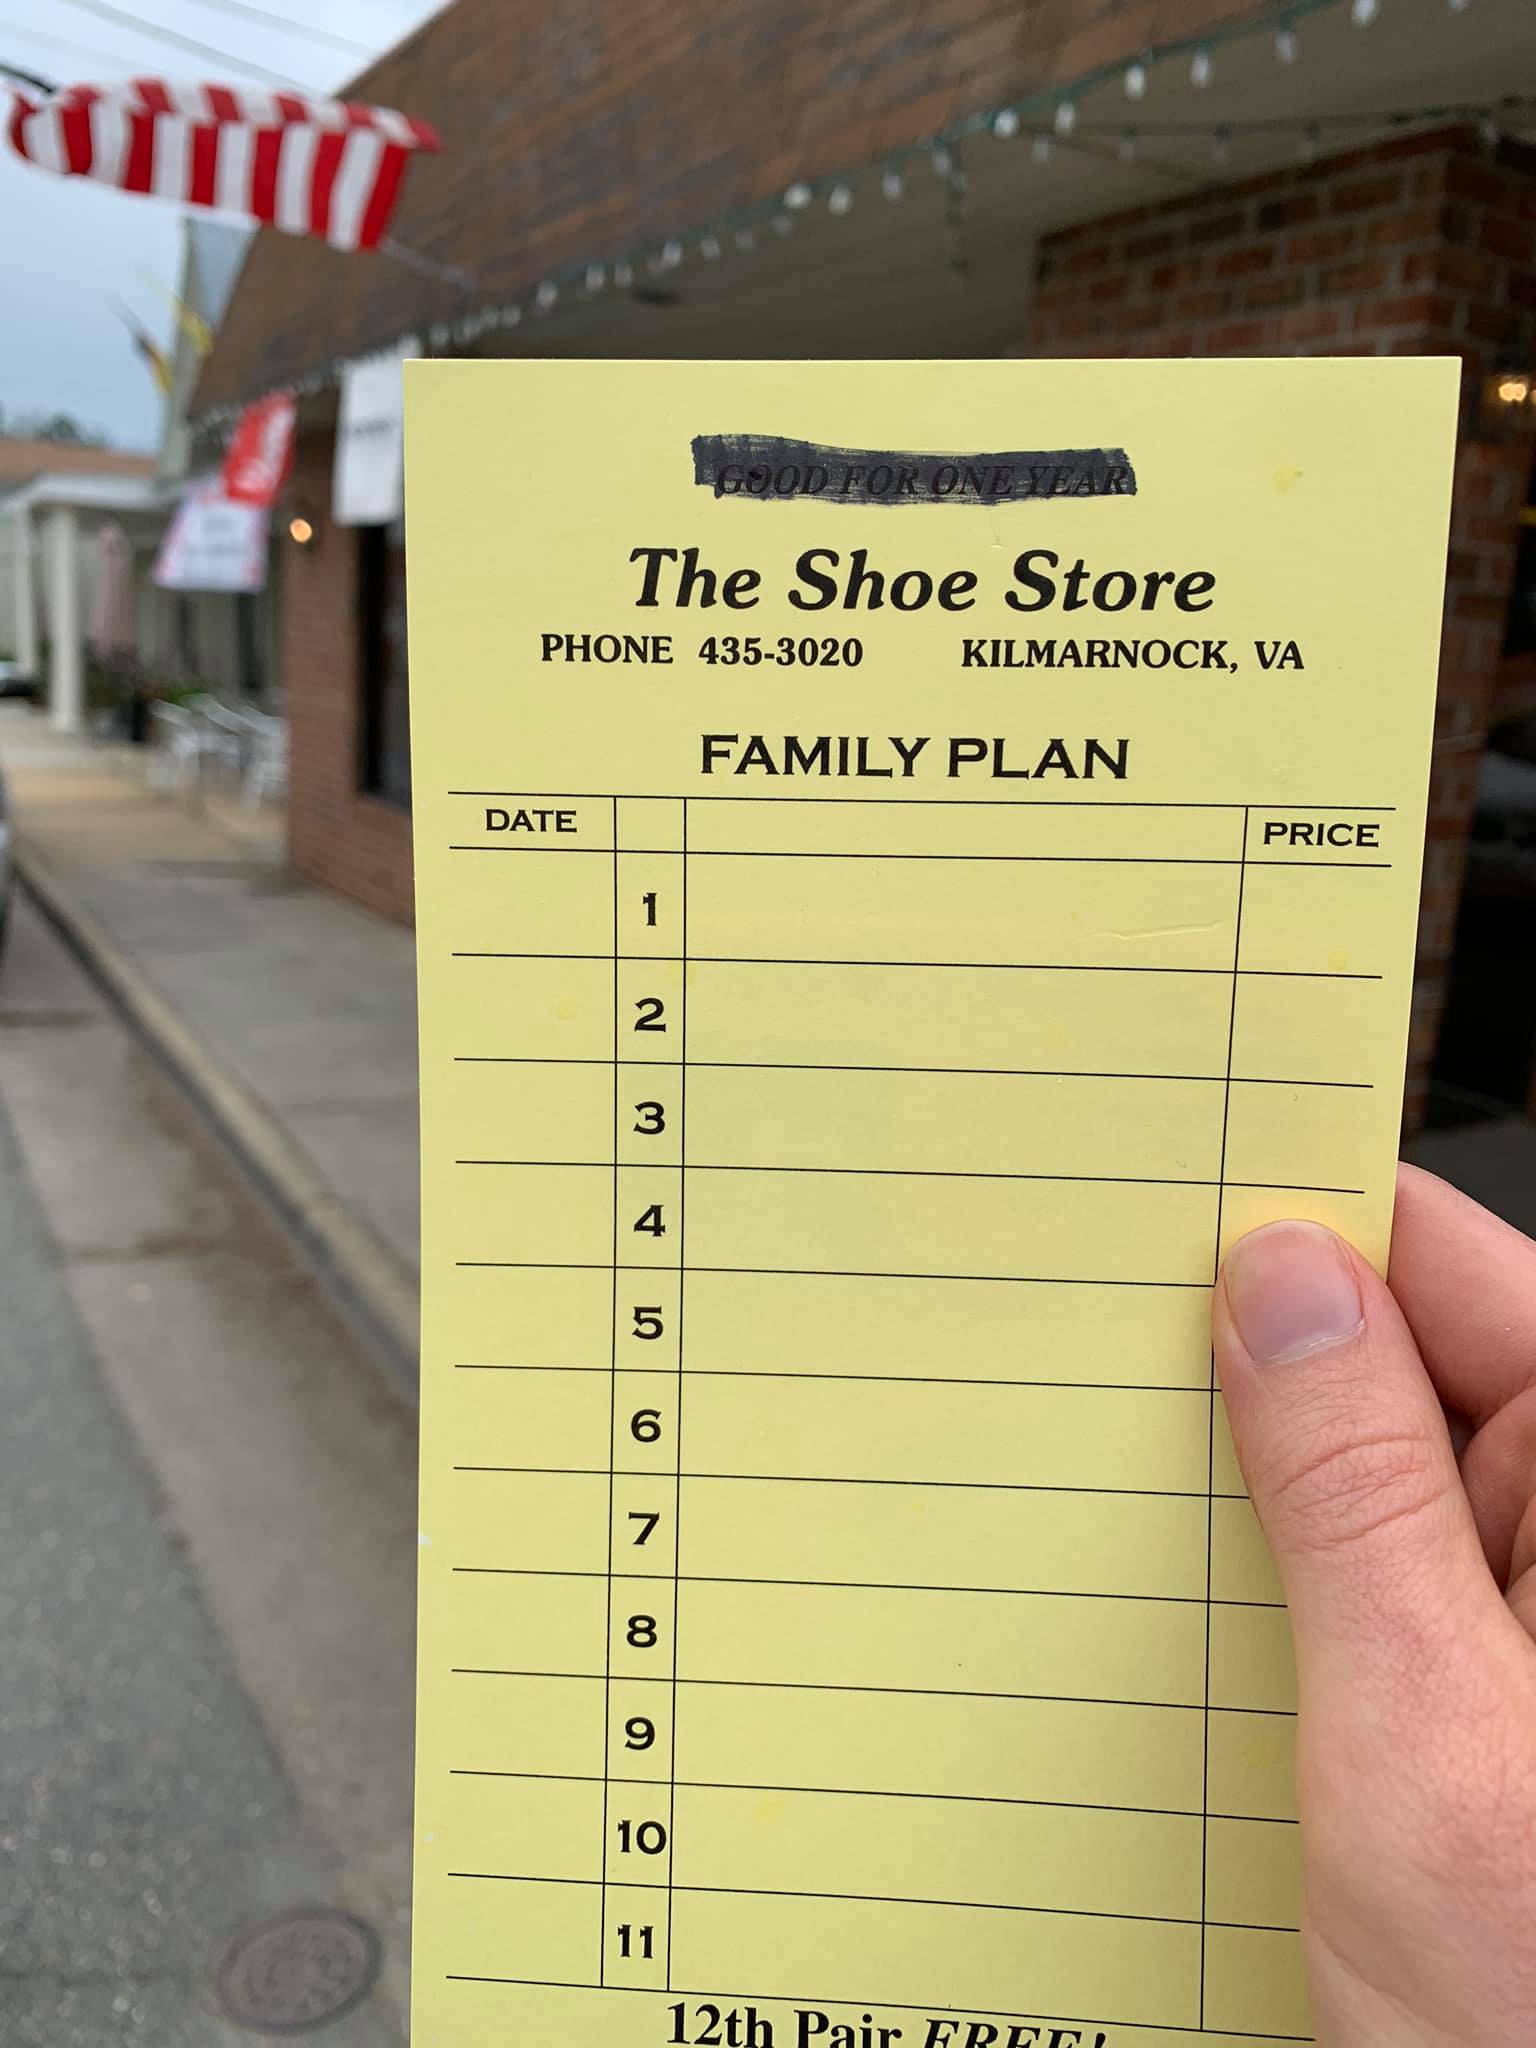 GOOD FOR ONE YEAR
The Shoe Store
PHONE 435-3020 KILMARNOCK, VA
FAMILY PLAN
DATE PRICE
1
2
3
4
5
6
7
8
9
10
11
12th Pair FREE!